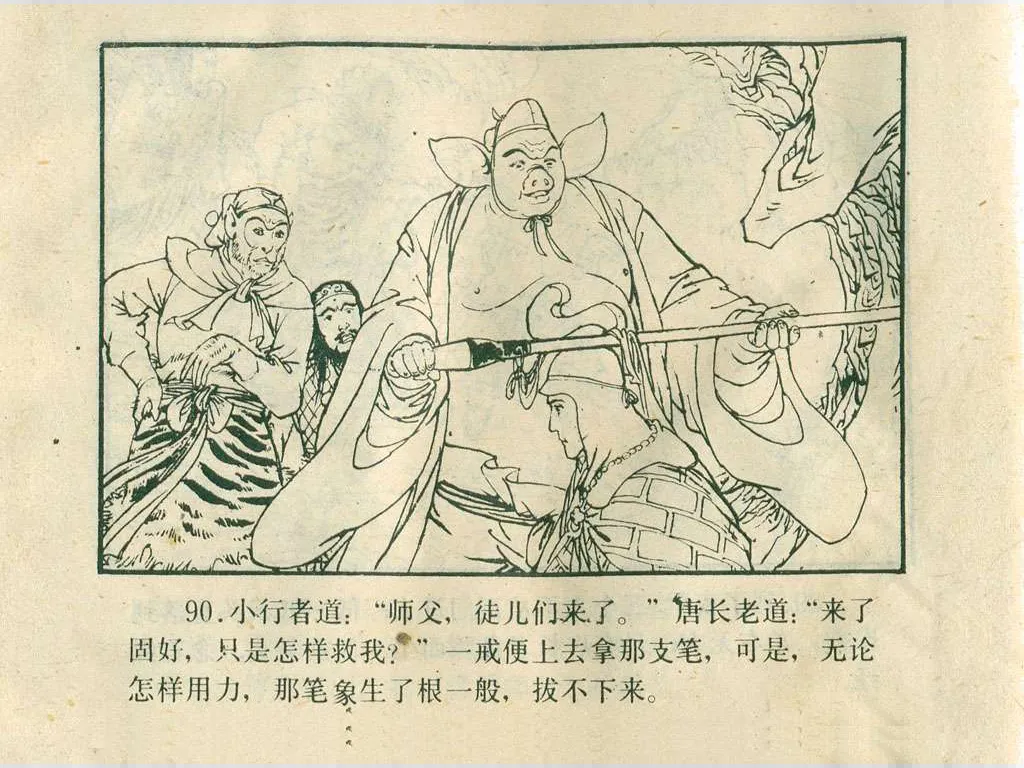 90.小行者道:“师父,徒儿们来了。”唐长老道:“来了
固好,只是怎样救我?”一戒便上去拿那支笔,可是,无论
怎样用力,那笔象生了根一般,拔不下来。